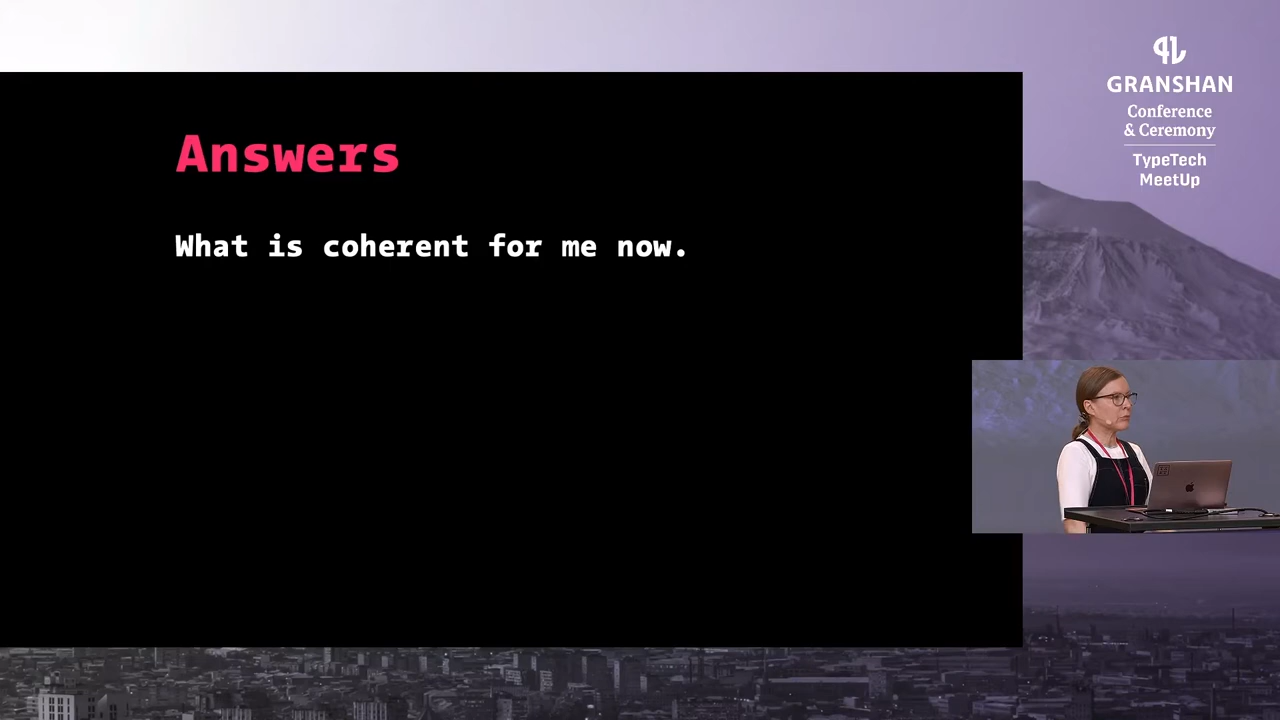 Answers
What is coherent for me now.
GRANSHAN
Conference
& Ceremony
TypeTech
MeetUp